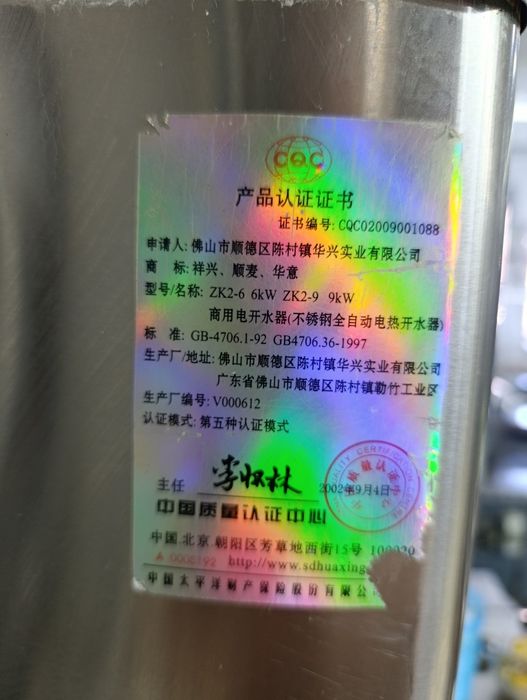 CQC
产品认证证书
证书编号: CQC02009001088
申请人: 佛山市顺德区陈村镇华兴实业有限公司
商 标: 祥兴、顺麦、华意
型号/名称: ZK2-6 6kW ZK2-9 9kW
商用电开水器(不锈钢全自动电热开水器)
标 准: GB-4706.1-92 GB4706.36-1997
生产厂/地址: 佛山市顺德区陈村镇华兴实业有限公司
广东省佛山市顺德区陈村镇勒竹工业区
生产厂编号: V000612
认证模式: 第五种认证模式
主任 李怀林
2002年9月4日
中国质量认证中心
中国.北京.朝阳区芳草地西街15号 100020
0006192 http://www.sdhuaxing
中国太平洋财产保险股份有限公